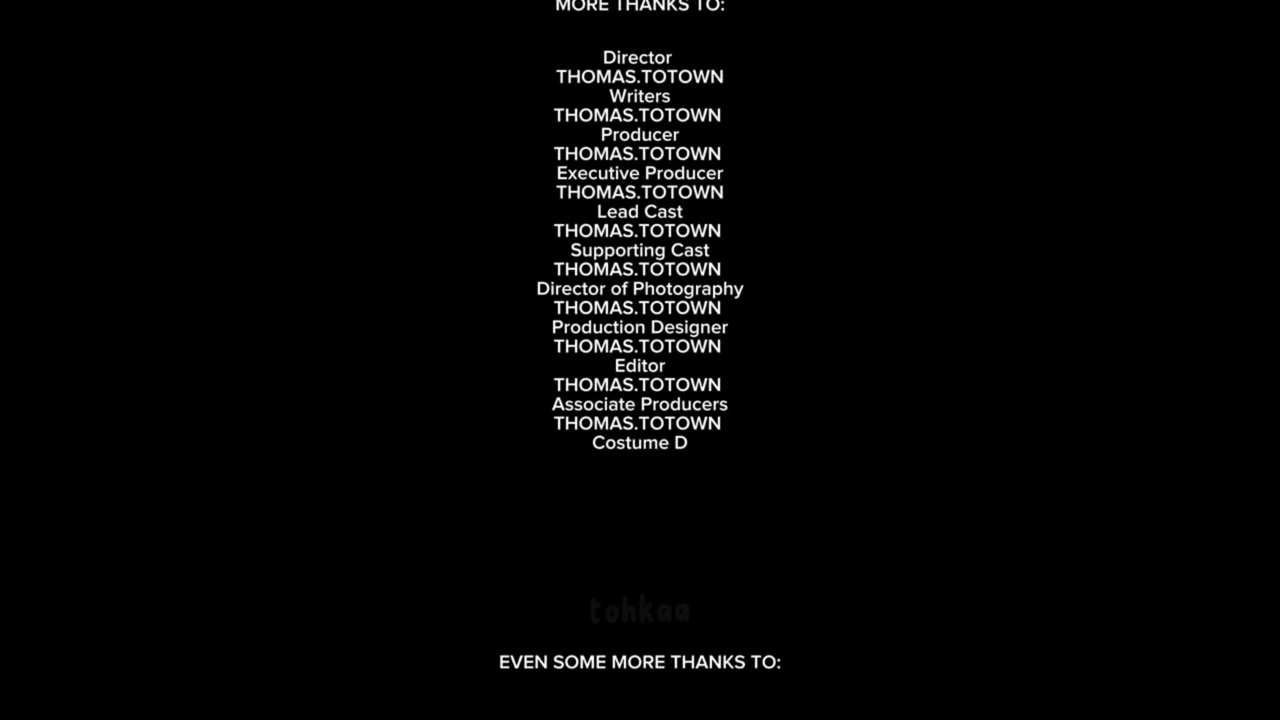 MORE THANKS TO:
Director
THOMAS.TOTOWN
Writers
THOMAS.TOTOWN
Producer
THOMAS.TOTOWN
Executive Producer
THOMAS.TOTOWN
Lead Cast
THOMAS.TOTOWN
Supporting Cast
THOMAS.TOTOWN
Director of Photography
THOMAS.TOTOWN
Production Designer
THOMAS.TOTOWN
Editor
THOMAS.TOTOWN
Associate Producers
THOMAS.TOTOWN
Costume D
tohkaa
EVEN SOME MORE THANKS TO: